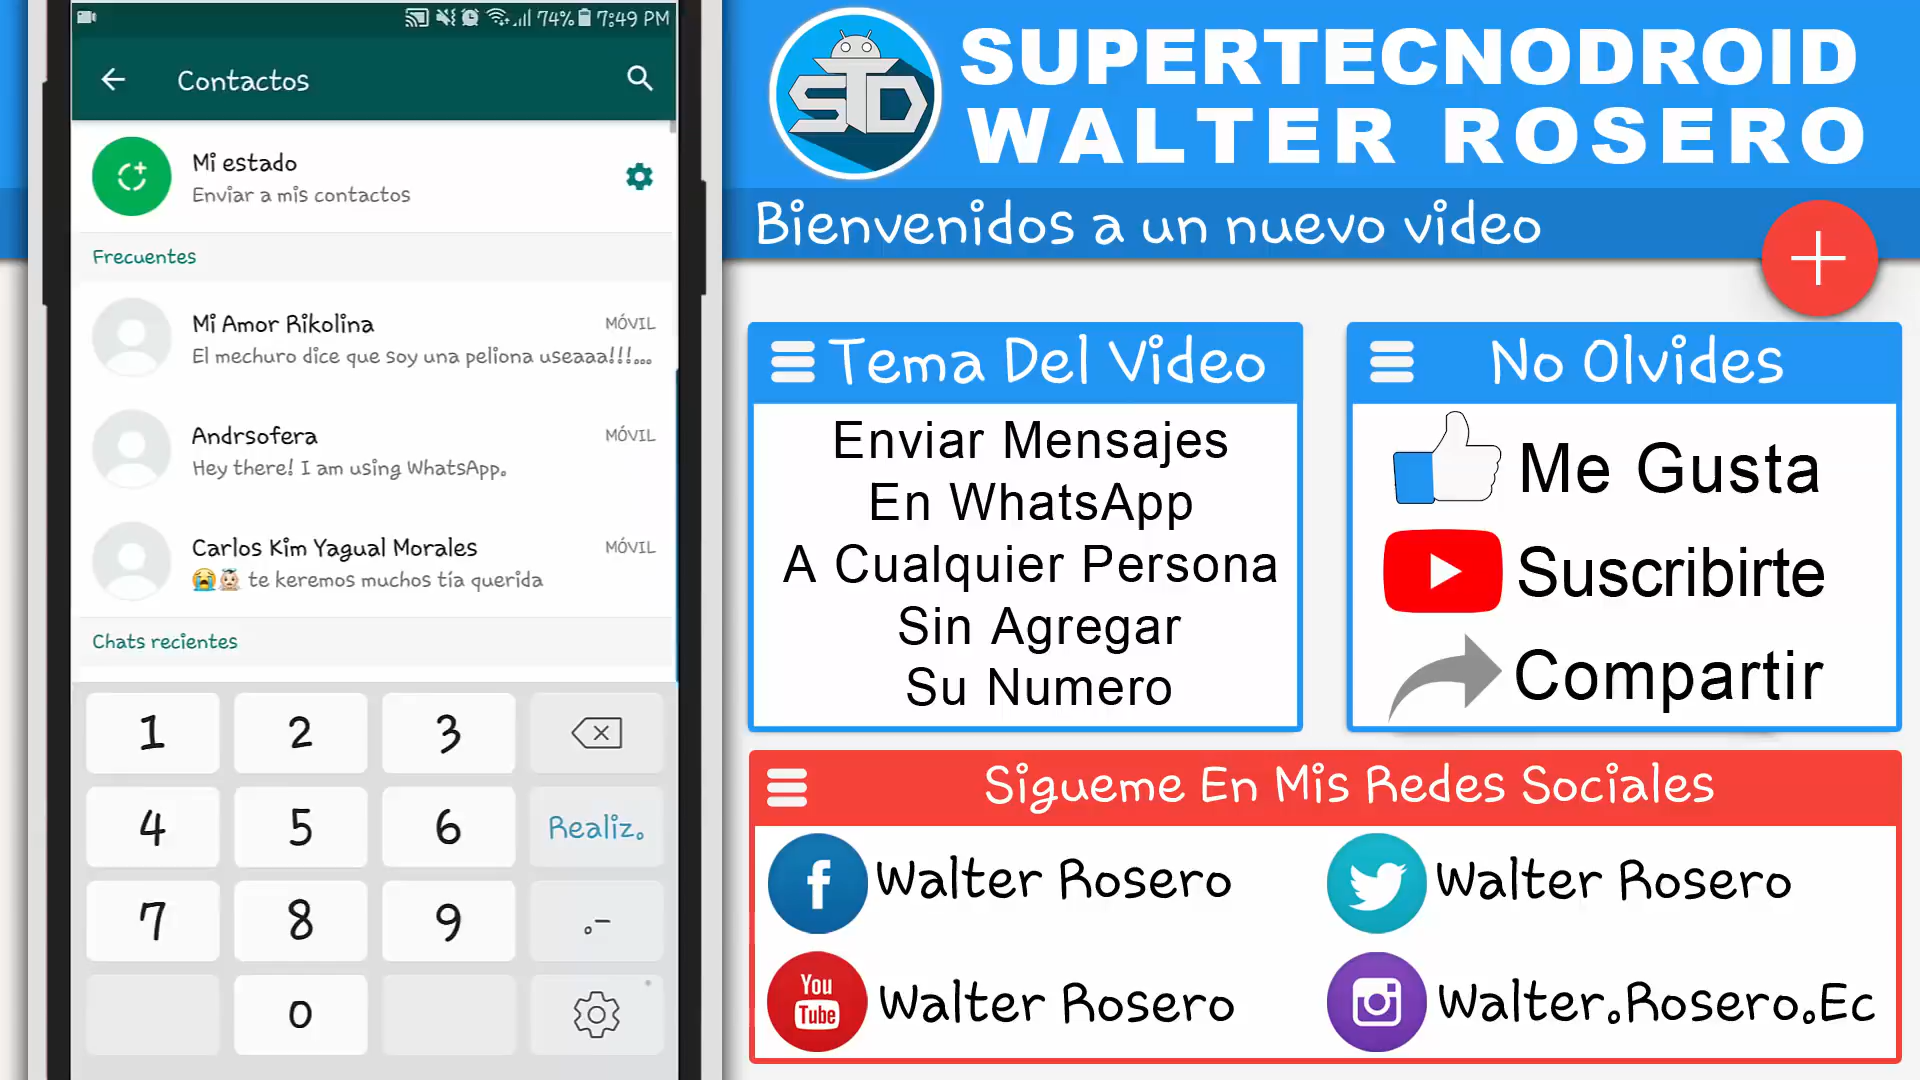 74% 7:49 PM
Contactos
Mi estado
Enviar a mis contactos
Frecuentes
Mi Amor Rikolina MÓVIL
El mechuro dice que soy una peliona useaaa!!!...
Andrsofera MÓVIL
Hey there! I am using WhatsApp.
Carlos Kim Yagual Morales MÓVIL
😭👶🏻 te keremos muchos tía querida
Chats recientes
1 2 3
4 5 6 Realiz.
7 8 9 .-
0
STD
SUPERTECNODROID
WALTER ROSERO
Bienvenidos a un nuevo video
Tema Del Video
Enviar Mensajes
En WhatsApp
A Cualquier Persona
Sin Agregar
Su Numero
No Olvides
Me Gusta
Suscribirte
Compartir
Sigueme En Mis Redes Sociales
f Walter Rosero
Walter Rosero
You Tube Walter Rosero
Walter.Rosero.Ec